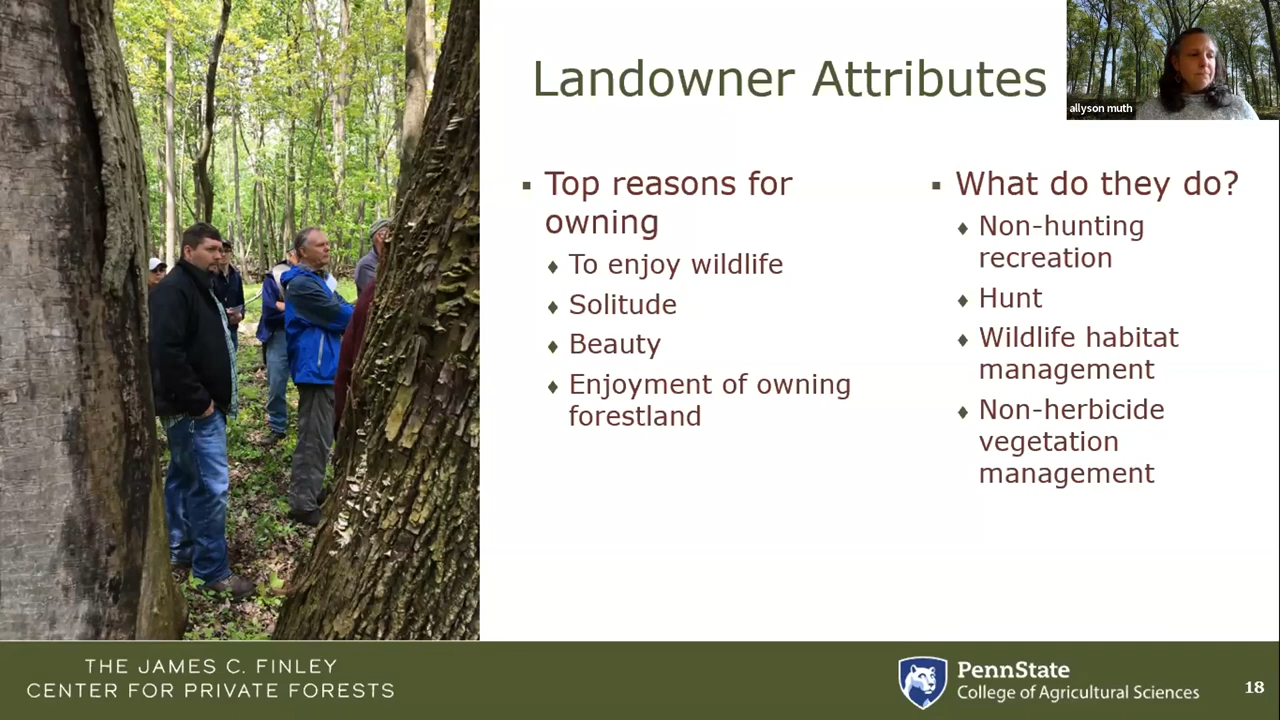 Landowner Attributes
allyson muth
▪ Top reasons for
owning
♦ To enjoy wildlife
♦ Solitude
♦ Beauty
♦ Enjoyment of owning
forestland
▪ What do they do?
♦ Non-hunting
recreation
♦ Hunt
♦ Wildlife habitat
management
♦ Non-herbicide
vegetation
management
THE JAMES C. FINLEY
CENTER FOR PRIVATE FORESTS
PennState
College of Agricultural Sciences
18